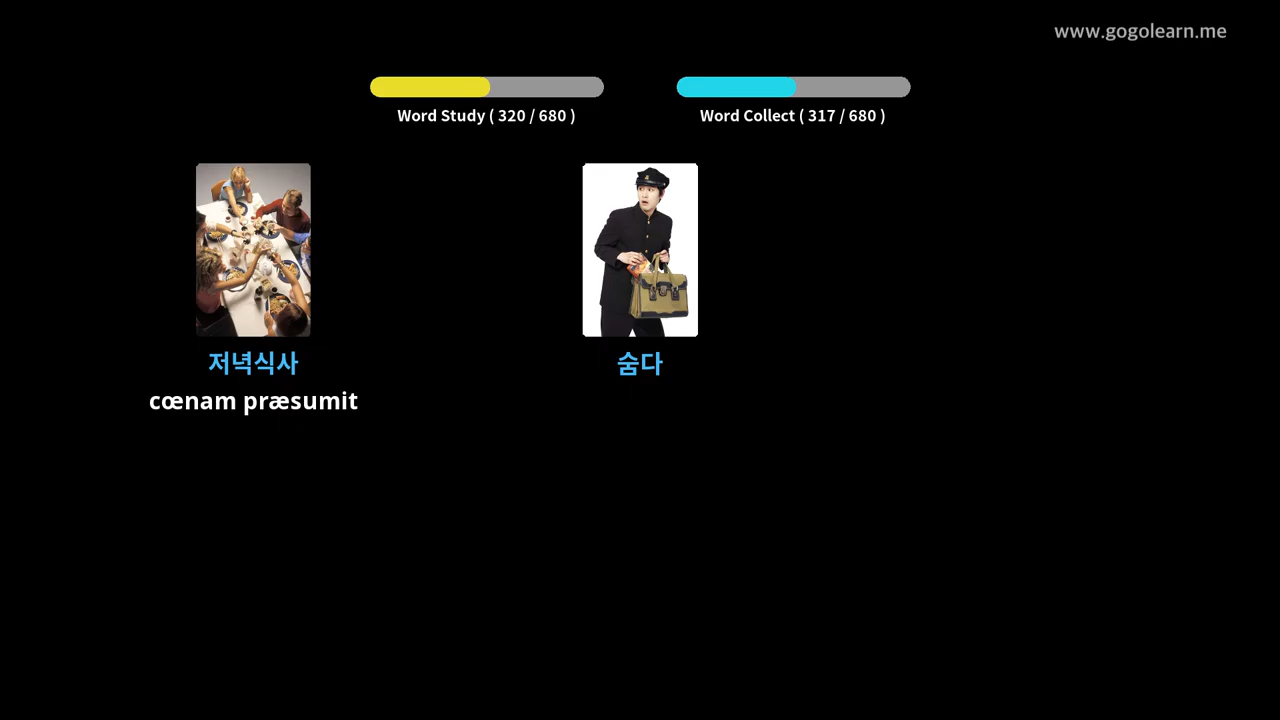 www.gogolearn.me
Word Study ( 320 / 680 )
Word Collect ( 317 / 680 )
저녁식사
숨다
cœnam præsumit